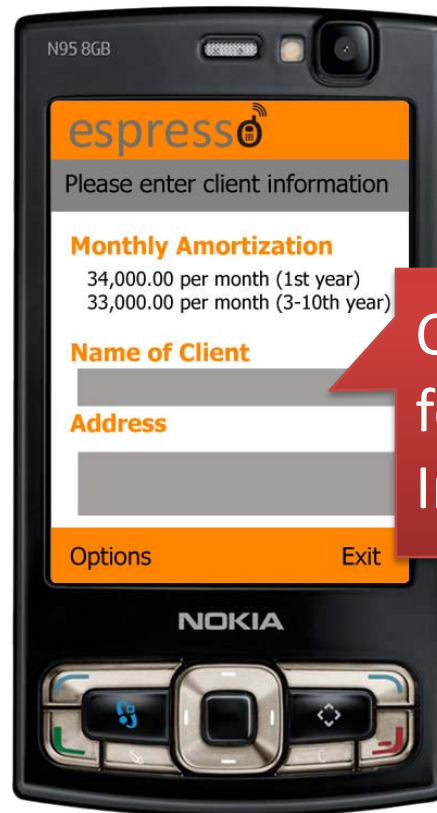 N95 8GB
espresso
Please enter client information
Monthly Amortization
34,000.00 per month (1st year)
33,000.00 per month (3-10th year)
Name of Client
Address
Options Exit
NOKIA